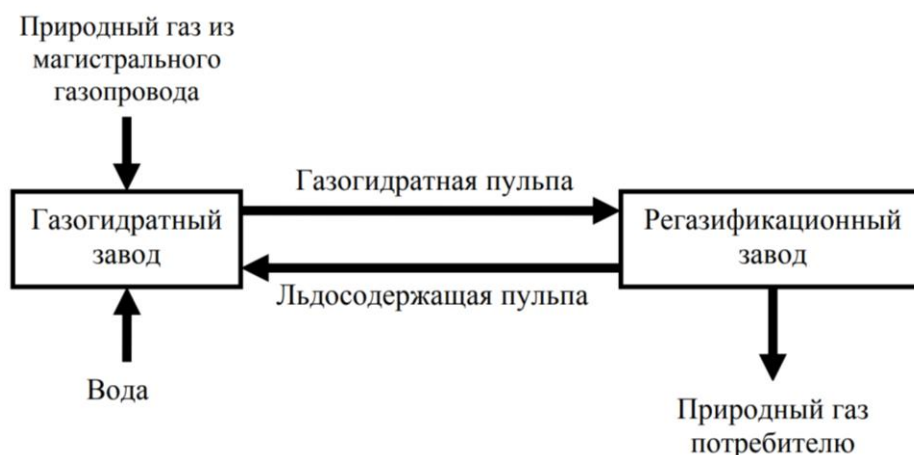 Природный газ из
магистрального
газопровода
Газогидратная пульпа
Газогидратный
завод
Регазификационный
завод
Льдосодержащая пульпа
Вода
Природный газ
потребителю